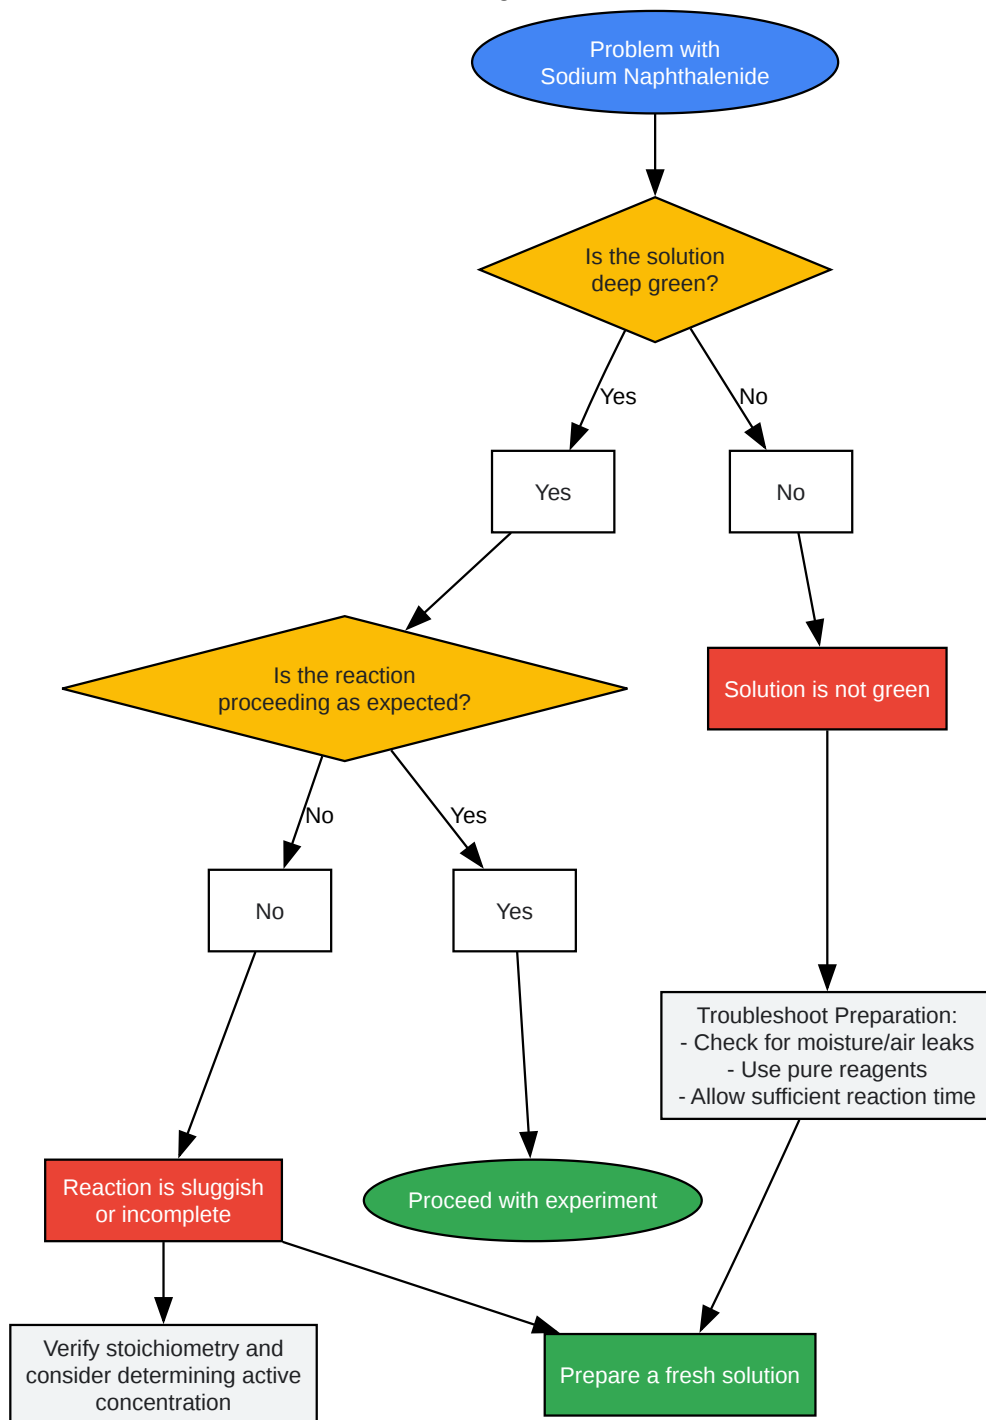 Problem with
Sodium Naphthalenide
Is the solution
deep green?
Yes
No
Yes
No
Is the reaction
proceeding as expected?
Solution is not green
No
Yes
No
Yes
Troubleshoot Preparation:
- Check for moisture/air leaks
- Use pure reagents
- Allow sufficient reaction time
Reaction is sluggish
or incomplete
Proceed with experiment
Verify stoichiometry and
consider determining active
concentration
Prepare a fresh solution